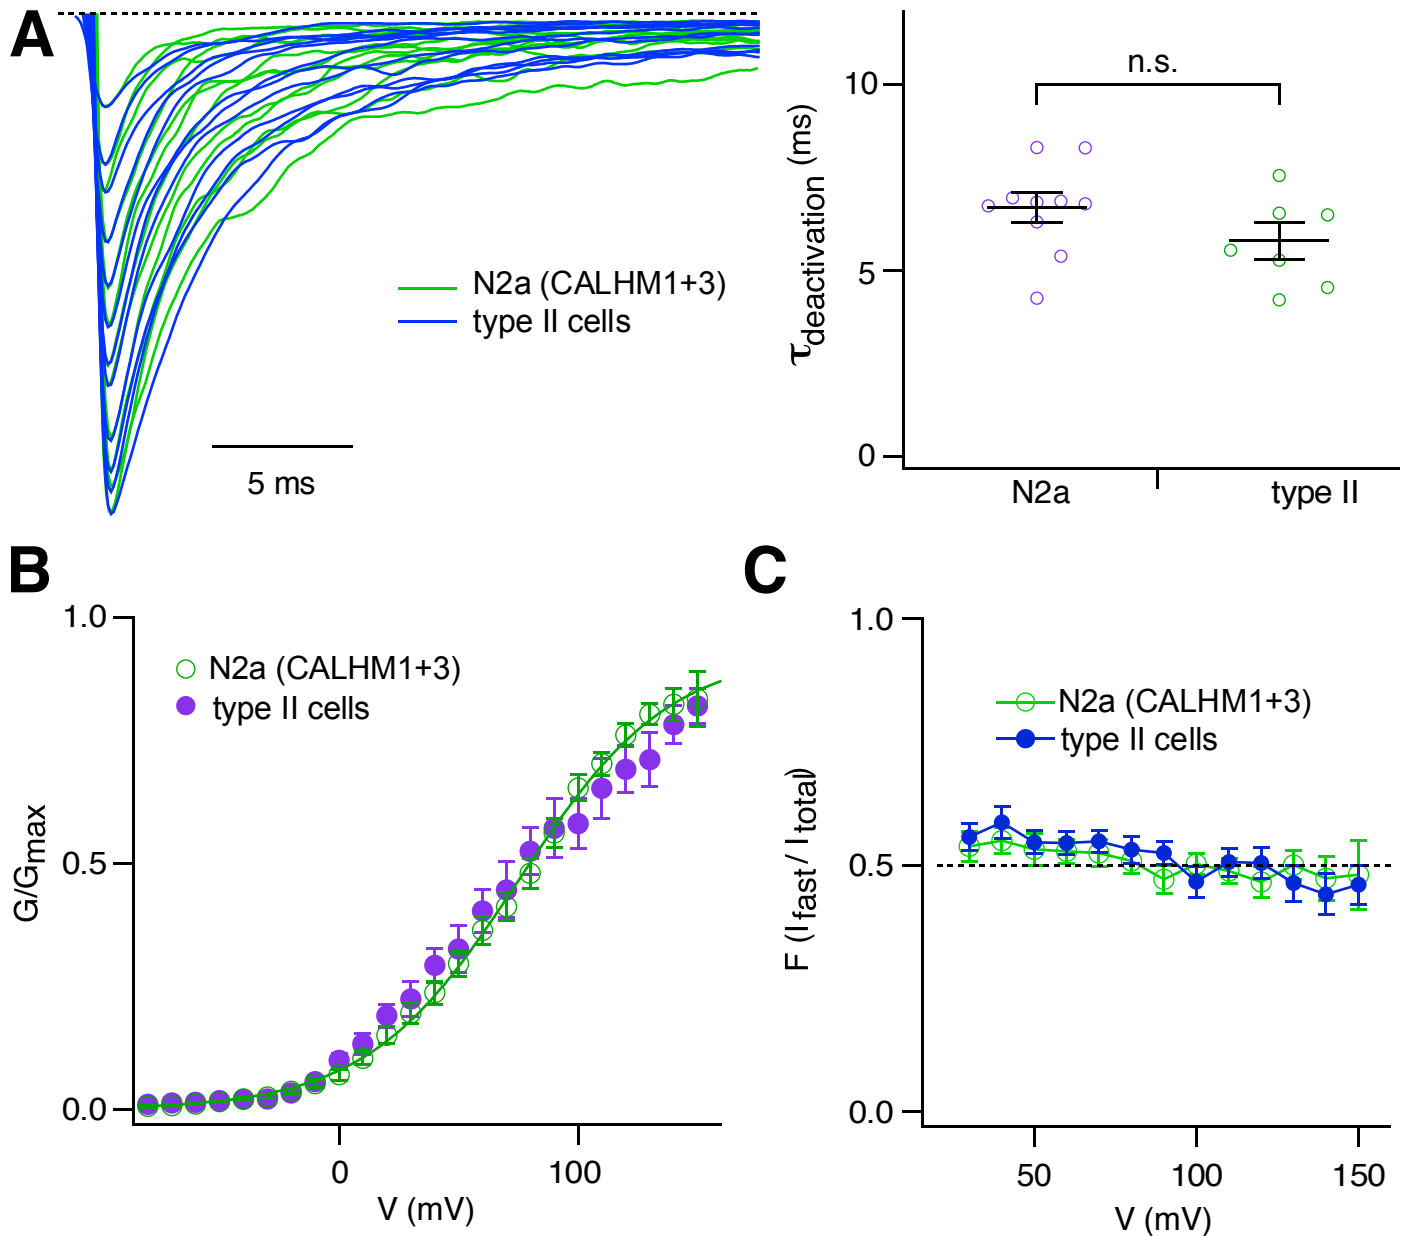 A
N2a (CALHM1+3)
type II cells
5 ms
n.s.
10
5
0
τdeactivation (ms)
N2a
type II
B
1.0
0.5
0.0
G/Gmax
N2a (CALHM1+3)
type II cells
0
100
V (mV)
C
1.0
0.5
0.0
F (Ifast / Itotal)
N2a (CALHM1+3)
type II cells
50
100
150
V (mV)